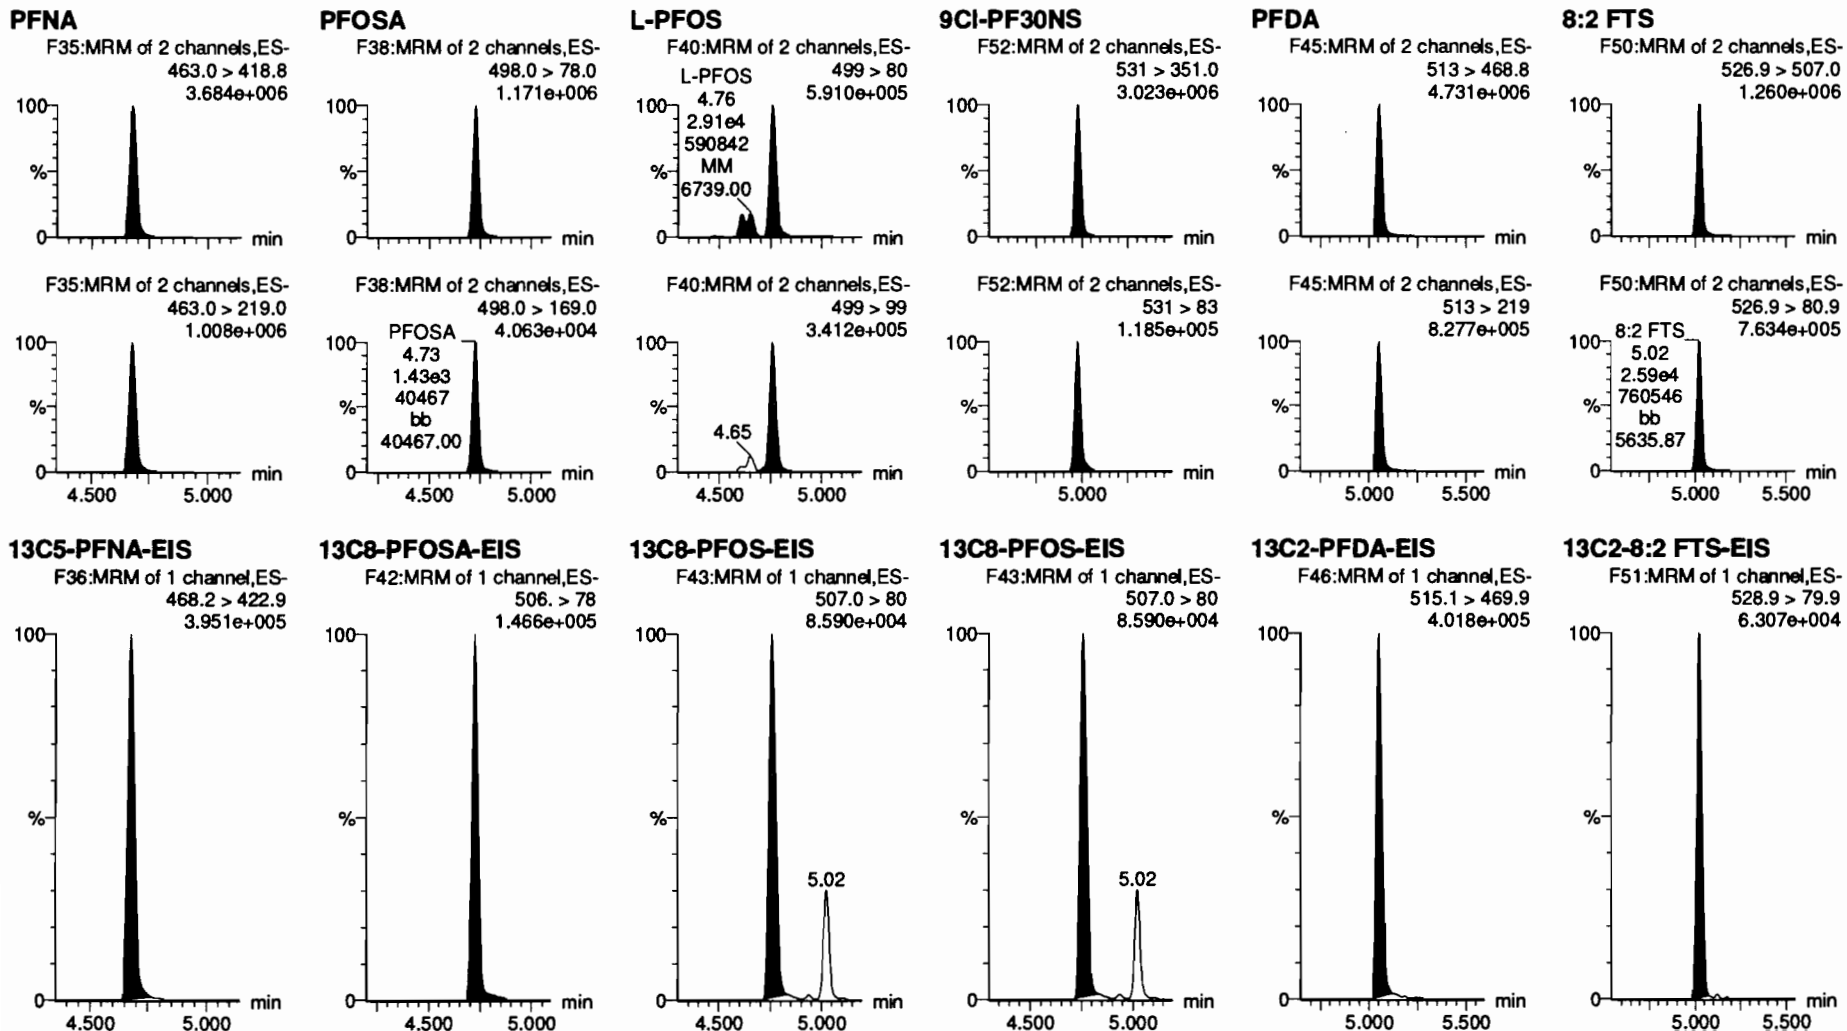 PFNA
F35:MRM of 2 channels,ES-
463.0 > 418.8
3.684e+006
100
%
0
min
PFOSA
F38:MRM of 2 channels,ES-
498.0 > 78.0
1.171e+006
100
%
0
min
L-PFOS
F40:MRM of 2 channels,ES-
499 > 80
5.910e+005
L-PFOS
4.76
2.91e4
590842
MM
6739.00
100
%
0
min
9Cl-PF30NS
F52:MRM of 2 channels,ES-
531 > 351.0
3.023e+006
100
%
0
min
PFDA
F45:MRM of 2 channels,ES-
513 > 468.8
4.731e+006
100
%
0
min
8:2 FTS
F50:MRM of 2 channels,ES-
526.9 > 507.0
1.260e+006
100
%
0
min
F35:MRM of 2 channels,ES-
463.0 > 219.0
1.008e+006
100
%
0
min
4.500 5.000
F38:MRM of 2 channels,ES-
498.0 > 169.0
4.063e+004
PFOSA
4.73
1.43e3
40467
bb
40467.00
100
%
0
min
4.500 5.000
F40:MRM of 2 channels,ES-
499 > 99
3.412e+005
100
%
4.65
0
min
4.500 5.000
F52:MRM of 2 channels,ES-
531 > 83
1.185e+005
100
%
0
min
5.000
F45:MRM of 2 channels,ES-
513 > 219
8.277e+005
100
%
0
min
5.000 5.500
F50:MRM of 2 channels,ES-
526.9 > 80.9
7.634e+005
8:2 FTS
5.02
2.59e4
760546
bb
5635.87
100
%
0
min
5.000 5.500
13C5-PFNA-EIS
F36:MRM of 1 channel,ES-
468.2 > 422.9
3.951e+005
100
%
0
min
4.500 5.000
13C8-PFOSA-EIS
F42:MRM of 1 channel,ES-
506. > 78
1.466e+005
100
%
0
min
4.500 5.000
13C8-PFOS-EIS
F43:MRM of 1 channel,ES-
507.0 > 80
8.590e+004
100
%
5.02
0
min
4.500 5.000
13C8-PFOS-EIS
F43:MRM of 1 channel,ES-
507.0 > 80
8.590e+004
100
%
5.02
0
min
4.500 5.000
13C2-PFDA-EIS
F46:MRM of 1 channel,ES-
515.1 > 469.9
4.018e+005
100
%
0
min
5.000 5.500
13C2-8:2 FTS-EIS
F51:MRM of 1 channel,ES-
528.9 > 79.9
6.307e+004
100
%
0
min
5.000 5.500